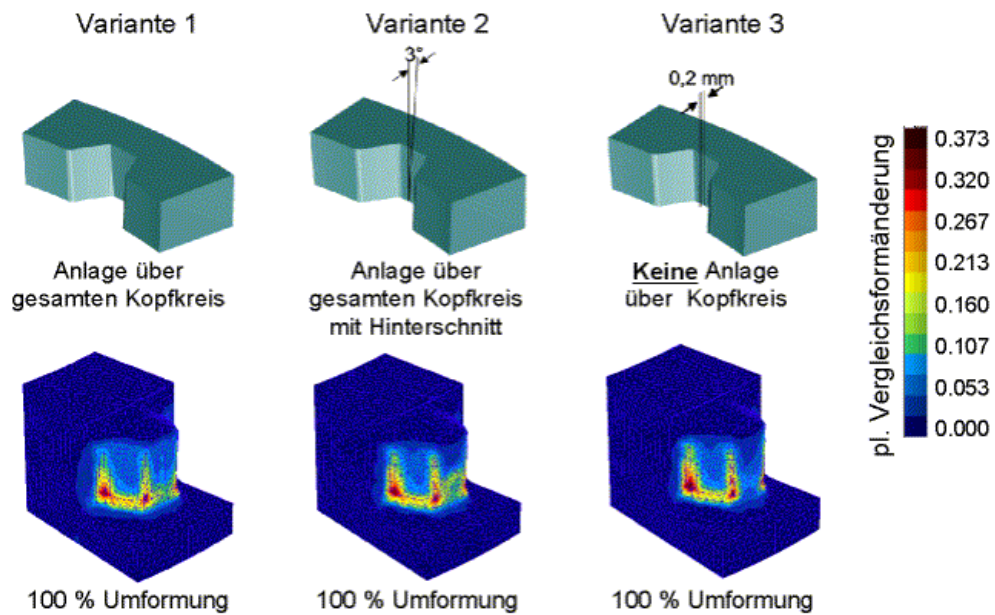 Variante 1
Variante 2
Variante 3
3°
0,2 mm
Anlage über
gesamten Kopfkreis
Anlage über
gesamten Kopfkreis
mit Hinterschnitt
Keine Anlage
über Kopfkreis
pl. Vergleichsformänderung
0.373
0.320
0.267
0.213
0.160
0.107
0.053
0.000
100 % Umformung
100 % Umformung
100 % Umformung